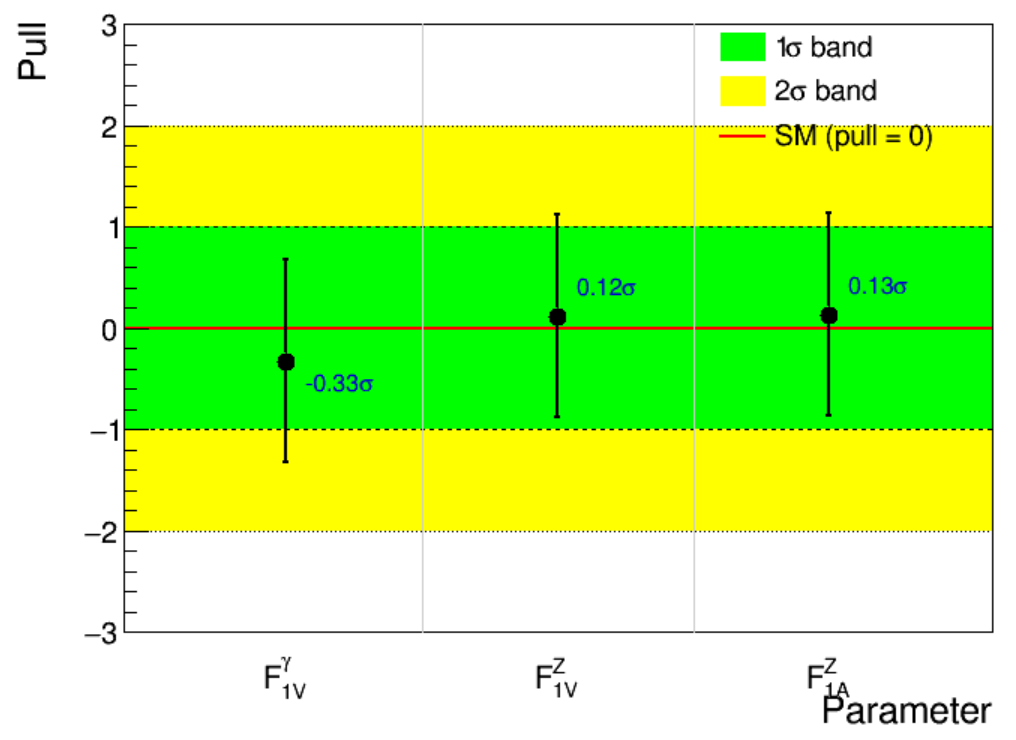 Pull
3
2
1
0
−1
−2
−3
1σ band
2σ band
SM (pull = 0)
-0.33σ
0.12σ
0.13σ
F^γ_1V
F^Z_1V
F^Z_1A
Parameter